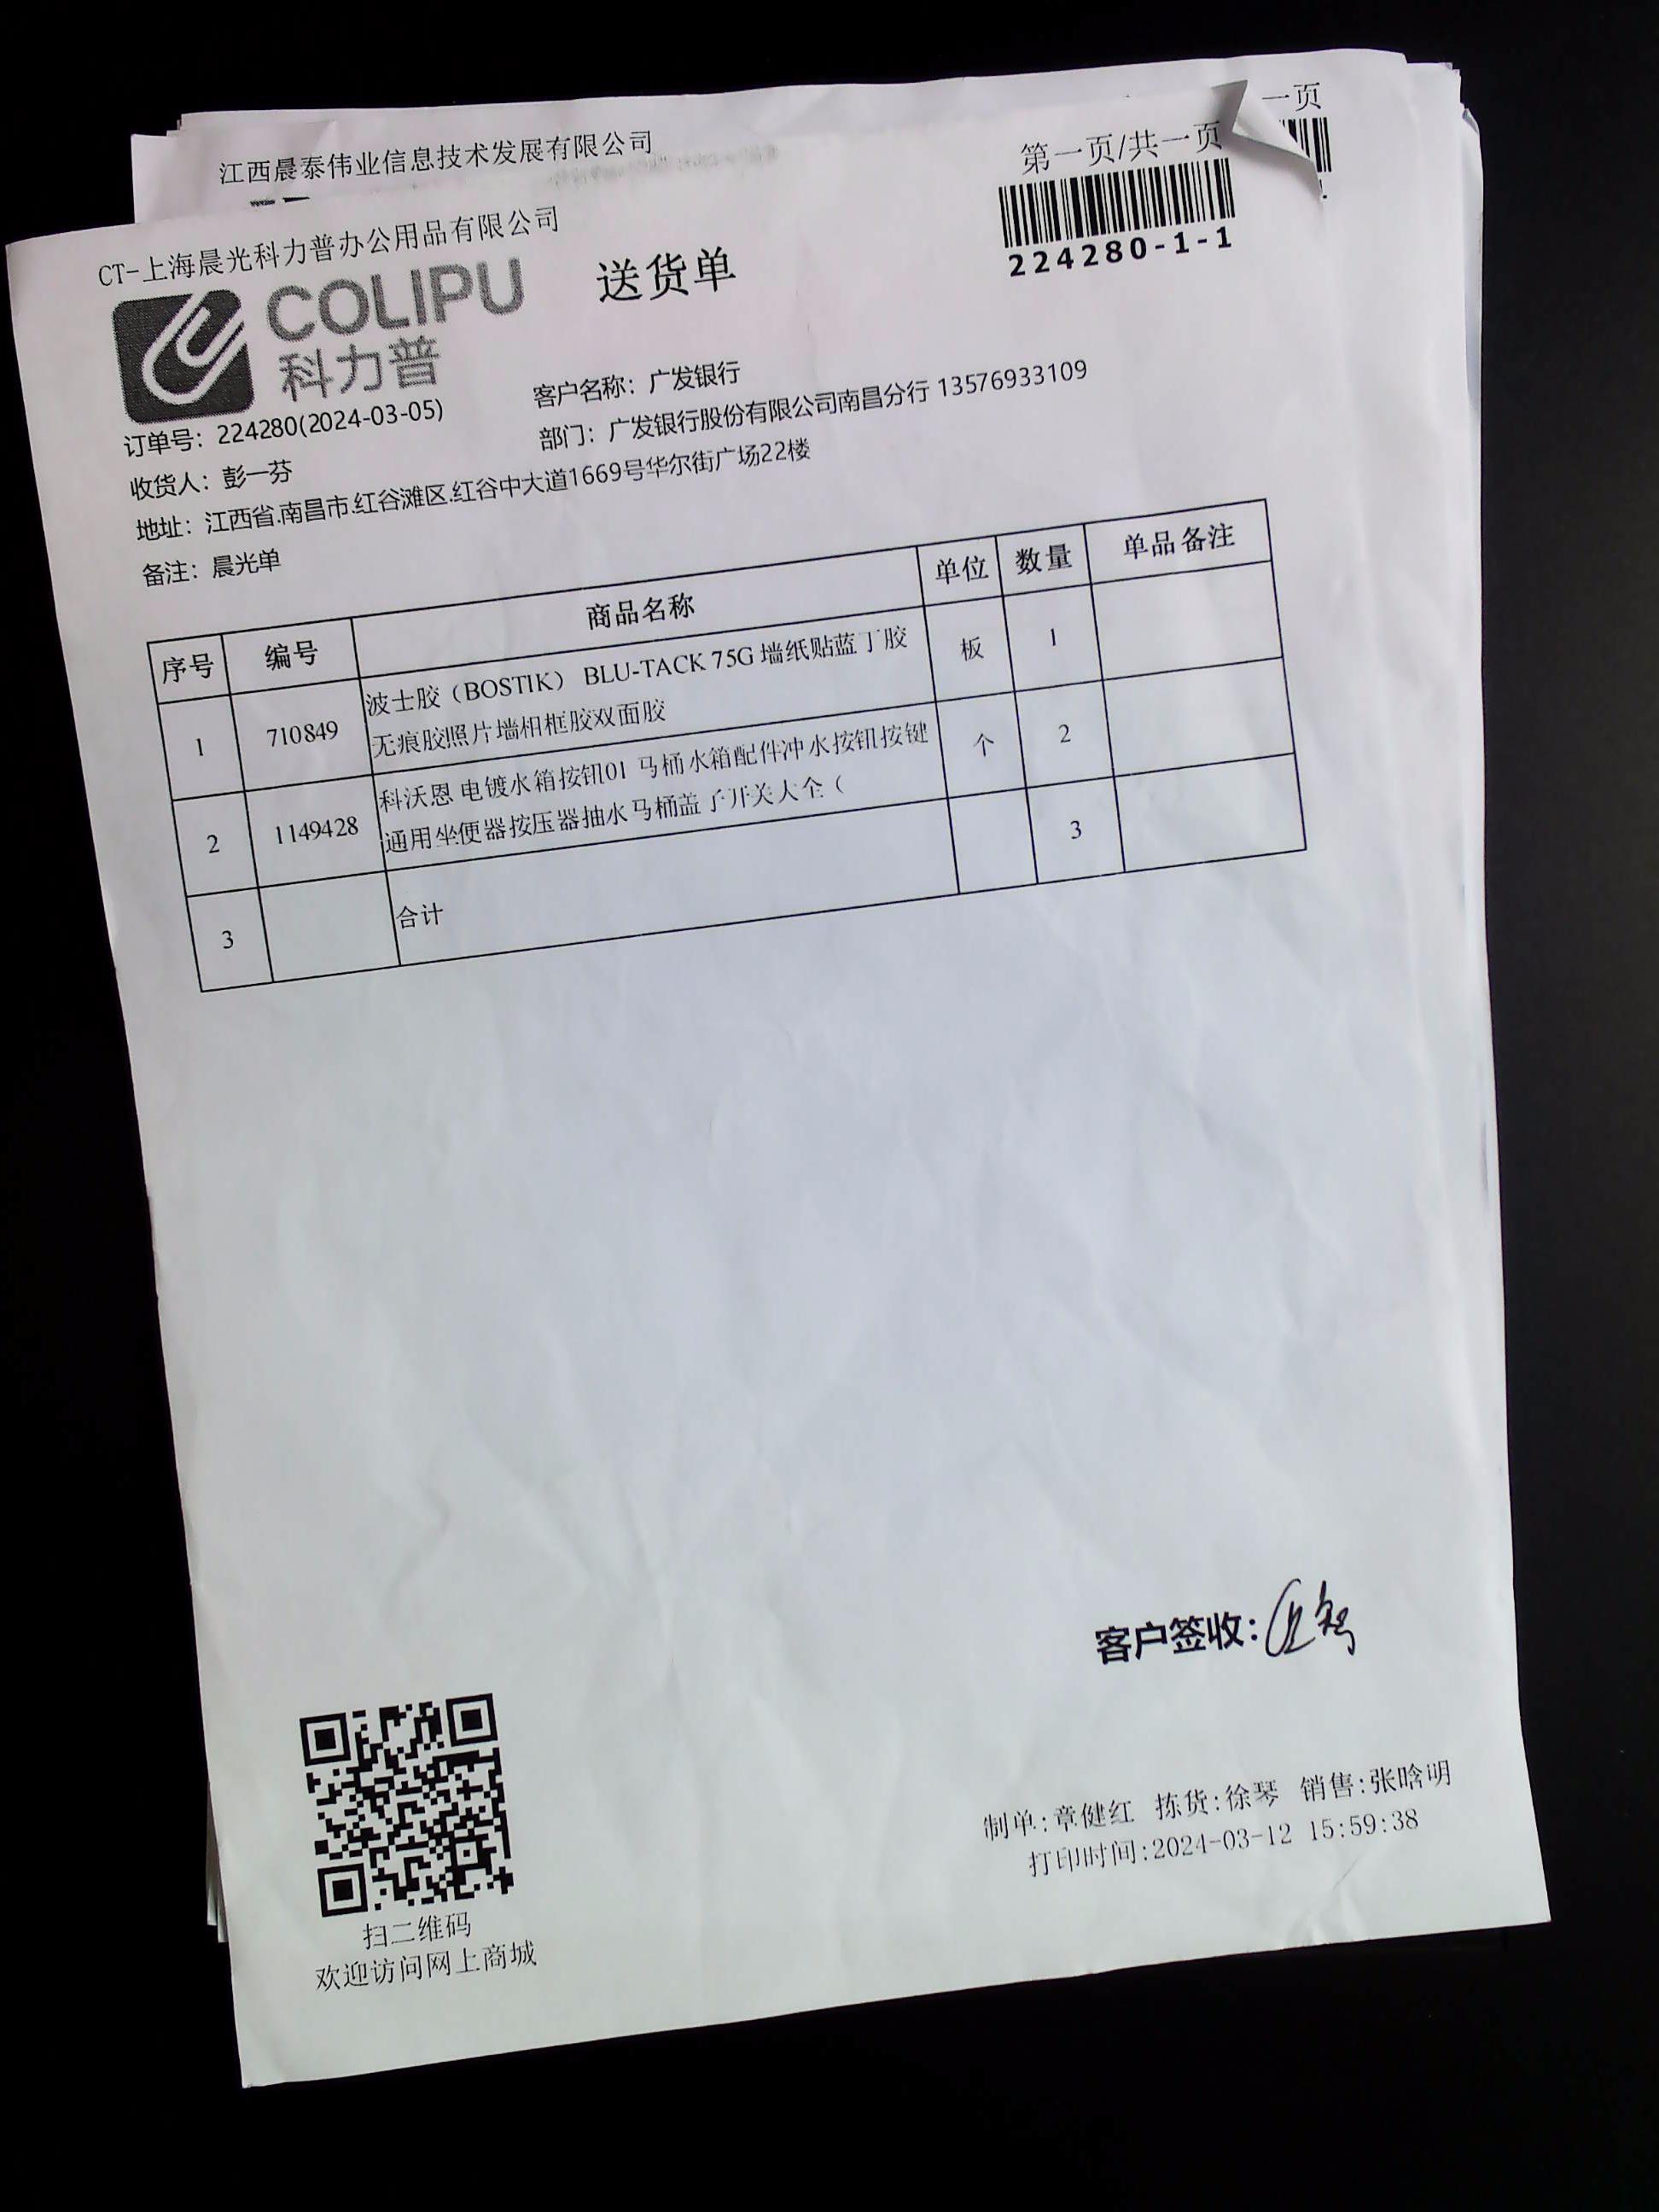 江西晨泰伟业信息技术发展有限公司
一页
CT-上海晨光科力普办公用品有限公司
第一页/共一页
COLIPU
科力普
送货单
224280-1-1
订单号：224280(2024-03-05)
客户名称：广发银行
收货人：彭一芬
部门：广发银行股份有限公司南昌分行 13576933109
地址：江西省.南昌市.红谷滩区.红谷中大道1669号华尔街广场22楼
备注：晨光单
序号 编号 商品名称 单位 数量 单品备注
1 710849 波士胶（BOSTIK） BLU-TACK 75G 墙纸贴蓝丁胶 板 1
无痕胶照片墙相框胶双面胶
2 1149428 科沃恩 电镀水箱按钮01 马桶水箱配件冲水按钮按键 个 2
通用坐便器按压器抽水马桶盖子开关大全（
3 合计 3
客户签收：
制单:章健红 拣货:徐琴 销售:张晗明
打印时间:2024-03-12 15:59:38
扫二维码
欢迎访问网上商城